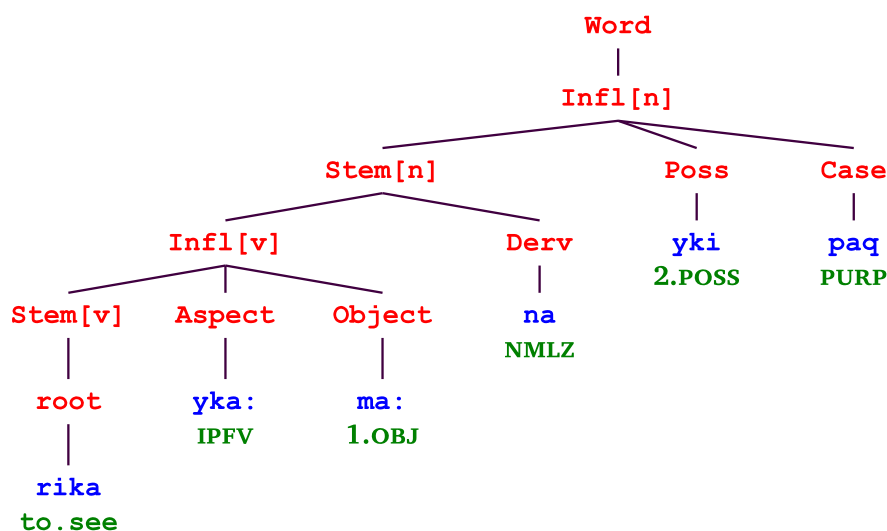 Word
Infl[n]
Stem[n] Poss Case
Infl[v] Derv yki paq
2.POSS PURP
Stem[v] Aspect Object na
NMLZ
root yka: ma:
IPFV 1.OBJ
rika
to.see